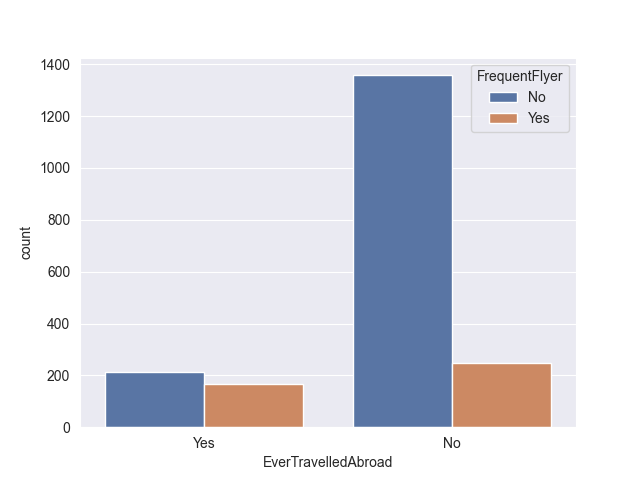 1400
1200
1000
800
600
400
200
0
count
Yes
No
EverTravelledAbroad
FrequentFlyer
No
Yes